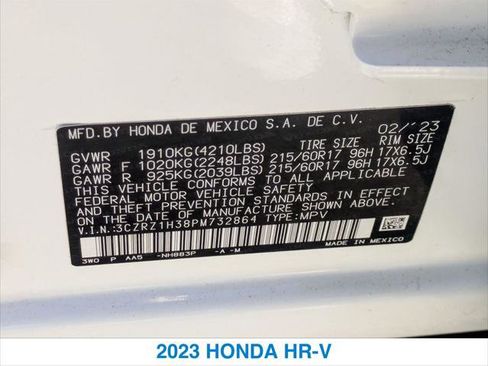 MFD.BY HONDA DE MEXICO S.A. DE C.V. 02/'23
GVWR 1910KG(4210LBS) TIRE SIZE RIM SIZE
GAWR F 1020KG(2248LBS) 215/60R17 96H 17X6.5J
GAWR R 925KG(2039LBS) 215/60R17 96H 17X6.5J
THIS VEHICLE CONFORMS TO ALL APPLICABLE
FEDERAL MOTOR VEHICLE SAFETY BUMPER AND
THEFT PREVENTION STANDARDS IN EFFECT ON
THE DATE OF MANUFACTURE SHOWN ABOVE.
V.I.N.:3CZRZ1H38PM732864 TYPE:MPV
3W0 P AA5 -NH883P -A -M MADE IN MEXICO
2023 HONDA HR-V